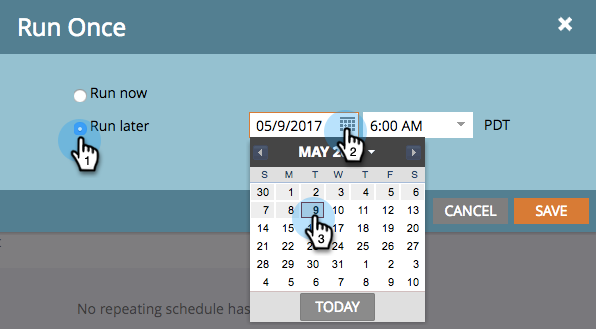 Run Once ×
Run now
Run later 05/9/2017 6:00 AM PDT
1 2
MAY 2
S M T W T F S
30 1 2 3 4 5 6
7 8 9 10 11 12 13
14 15 17 18 19 20
3
21 22 24 25 26 27
28 29 30 31 1 2 3
4 5 6 7 8 9 10
TODAY
CANCEL SAVE
No repeating schedule has